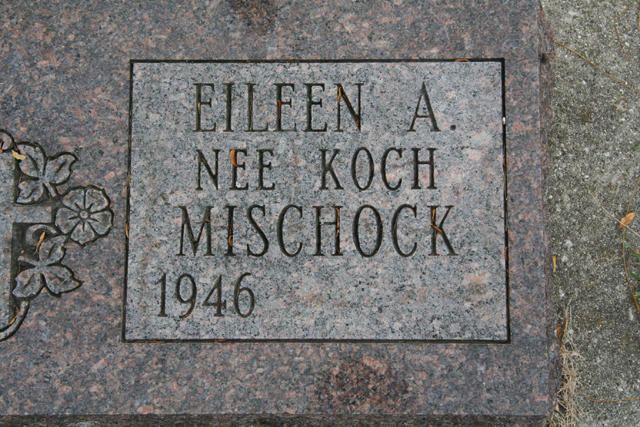 EILEEN A.
NEE KOCH
MISCHOCK
1946